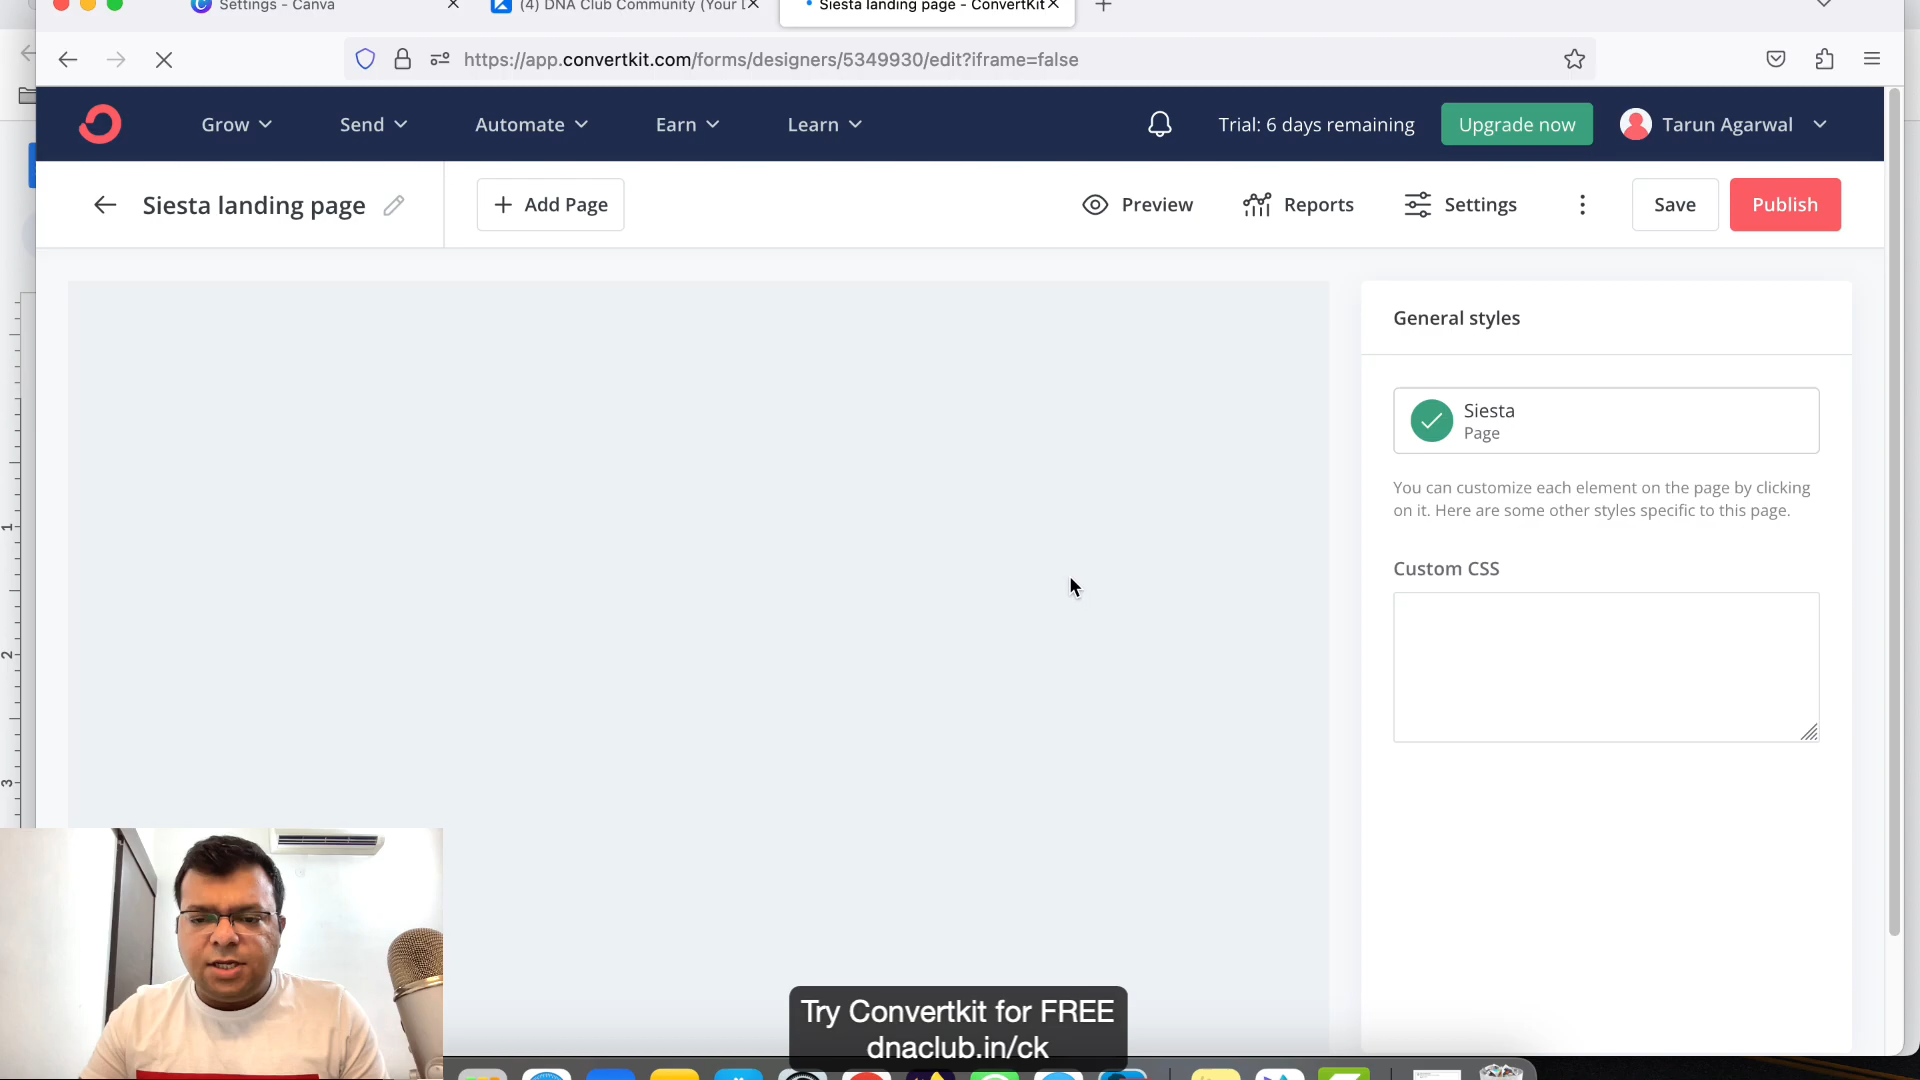 Settings - Canva
(4) DNA Club Community (Your D
Siesta landing page - ConvertKit
https://app.convertkit.com/forms/designers/5349930/edit?iframe=false
Grow
Send
Automate
Earn
Learn
Trial: 6 days remaining
Upgrade now
Tarun Agarwal
Siesta landing page
+ Add Page
Preview
Reports
Settings
Save
Publish
General styles
Siesta
Page
You can customize each element on the page by clicking
on it. Here are some other styles specific to this page.
Custom CSS
1
2
3
Try Convertkit for FREE
dnaclub.in/ck